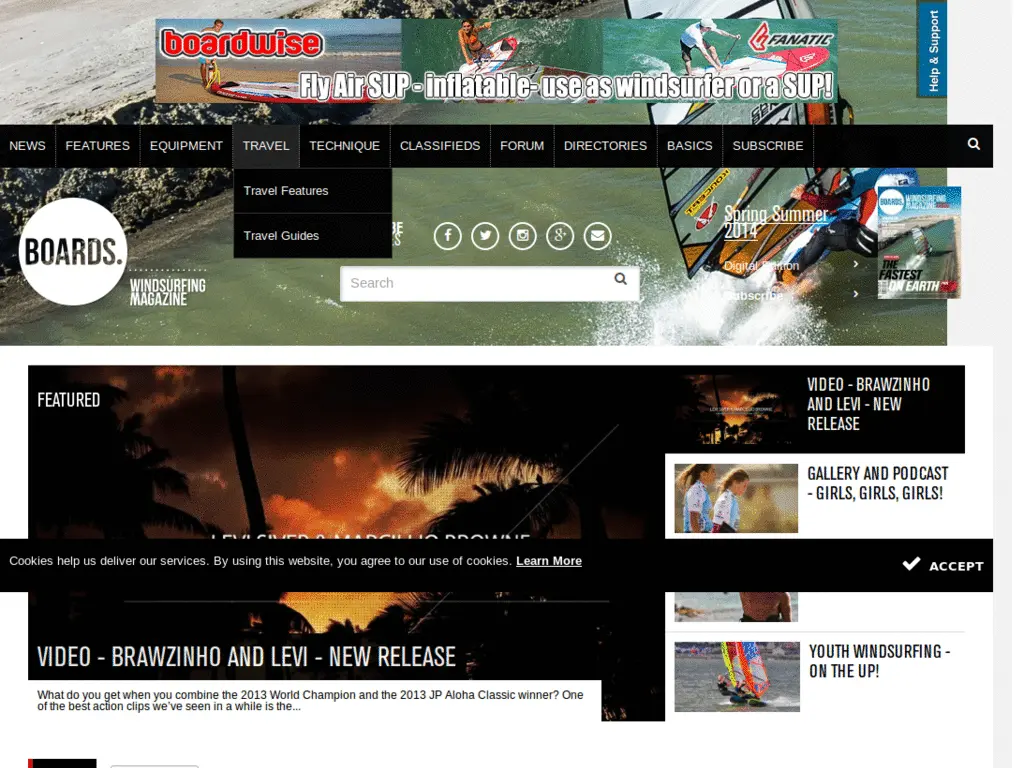 boardwise
FANATIC
Fly Air SUP - inflatable- use as windsurfer or a SUP!
Help & Support
NEWS
FEATURES
EQUIPMENT
TRAVEL
TECHNIQUE
CLASSIFIEDS
FORUM
DIRECTORIES
BASICS
SUBSCRIBE
Travel Features
Travel Guides
BOARDS.
WINDSURFING
MAGAZINE
Search
Spring Summer
2014
Digital Edition
Subscribe
BOARDS.
WINDSURFING
MAGAZINE
THE
FASTEST
ON EARTH
FEATURED
LEVI SIVER & MARCILLIO BROWNE
VIDEO - BRAWZINHO AND LEVI - NEW RELEASE
What do you get when you combine the 2013 World Champion and the 2013 JP Aloha Classic winner? One
of the best action clips we've seen in a while is the...
VIDEO - BRAWZINHO
AND LEVI - NEW
RELEASE
GALLERY AND PODCAST
- GIRLS, GIRLS, GIRLS!
Cookies help us deliver our services. By using this website, you agree to our use of cookies. Learn More
ACCEPT
YOUTH WINDSURFING -
ON THE UP!